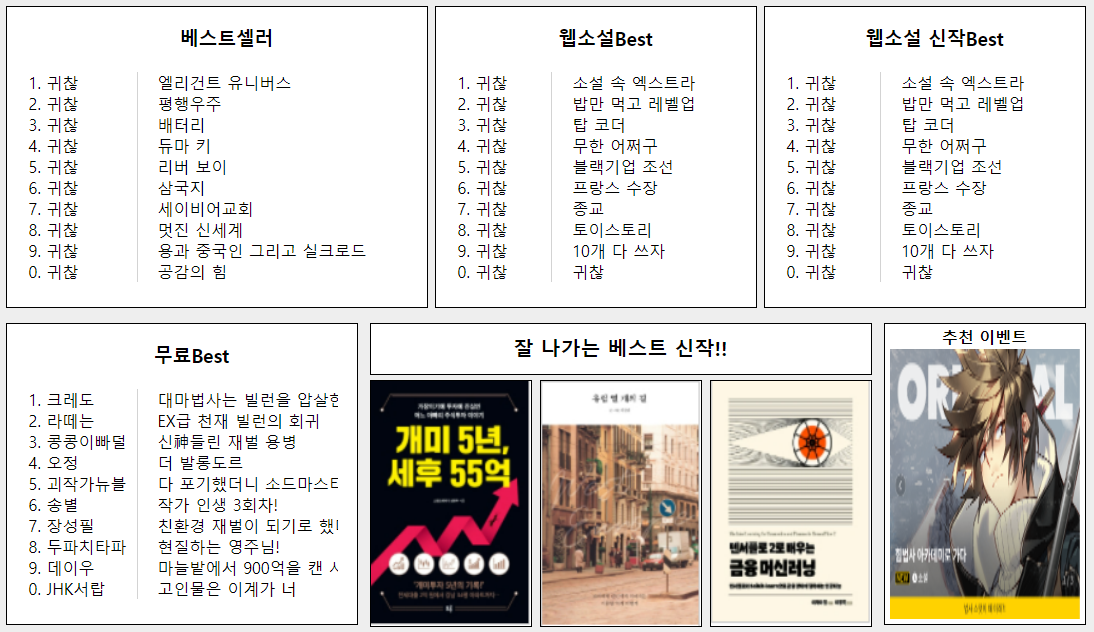 베스트셀러
1. 귀찮 엘리건트 유니버스
2. 귀찮 평행우주
3. 귀찮 배터리
4. 귀찮 듀마 키
5. 귀찮 리버 보이
6. 귀찮 삼국지
7. 귀찮 세이비어교회
8. 귀찮 멋진 신세계
9. 귀찮 용과 중국인 그리고 실크로드
0. 귀찮 공감의 힘
웹소설Best
1. 귀찮 소설 속 엑스트라
2. 귀찮 밥만 먹고 레벨업
3. 귀찮 탑 코더
4. 귀찮 무한 어쩌구
5. 귀찮 블랙기업 조선
6. 귀찮 프랑스 수장
7. 귀찮 종교
8. 귀찮 토이스토리
9. 귀찮 10개 다 쓰자
0. 귀찮 귀찮
웹소설 신작Best
1. 귀찮 소설 속 엑스트라
2. 귀찮 밥만 먹고 레벨업
3. 귀찮 탑 코더
4. 귀찮 무한 어쩌구
5. 귀찮 블랙기업 조선
6. 귀찮 프랑스 수장
7. 귀찮 종교
8. 귀찮 토이스토리
9. 귀찮 10개 다 쓰자
0. 귀찮 귀찮
무료Best
1. 크레도 대마법사는 빌런을 압살한
2. 라떼는 EX급 천재 빌런의 회귀
3. 콩콩이빠덜 신神들린 재벌 용병
4. 오정 더 발롱도르
5. 괴작가뉴블 다 포기했더니 소드마스터
6. 송별 작가 인생 3회차!
7. 장성필 친환경 재벌이 되기로 했
8. 두파치타파 현질하는 영주님!
9. 데이우 마늘밭에서 900억을 캔
0. JHK서랍 고인물은 이계가 너
잘 나가는 베스트 신작!!
개미 5년,
세후 55억
"개미투자 5년의 기록!"
유럽 열 개의 길
텐서플로 2로 배우는
금융 머신러닝
추천 이벤트
마법사 아카데미로 가다
NEW 소설
1/3